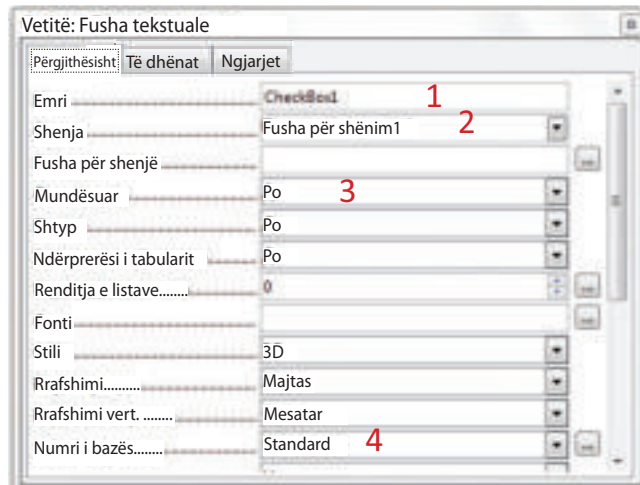 Vetitë: Fusha tekstuale
Përgjithësisht Të dhënat Ngjarjet
Emri CheckBox1 1
Shenja Fusha për shënim1 2
Fusha për shenjë ...
Mundësuar Po 3
Shtyp Po
Ndërprerësi i tabularit Po
Renditja e listave........ 0 ...
Fonti ...
Stili 3D
Rrafshimi.......... Majtas
Rrafshimi vert. ........ Mesatar
Numri i bazës........ Standard 4 ...